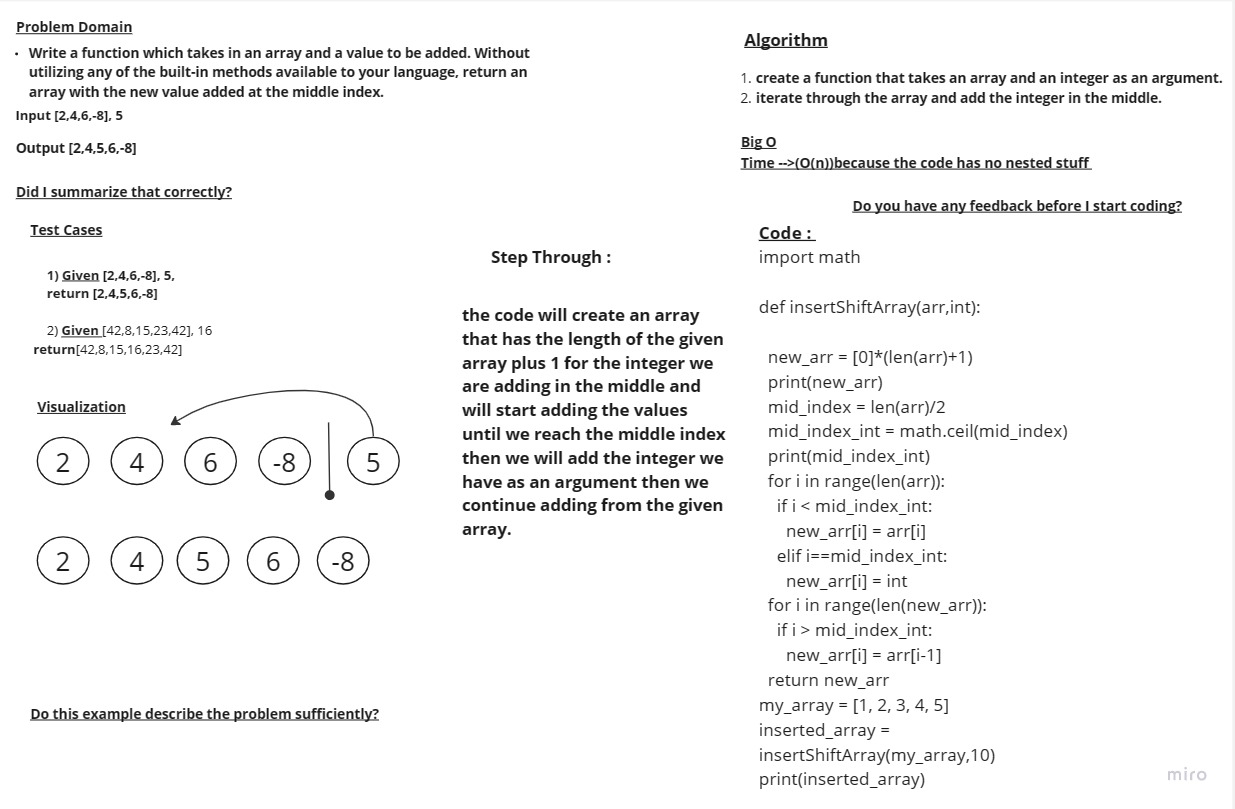 Problem Domain
• Write a function which takes in an array and a value to be added. Without
utilizing any of the built-in methods available to your language, return an
array with the new value added at the middle index.
Input [2,4,6,-8], 5
Output [2,4,5,6,-8]
Did I summarize that correctly?
Test Cases
1) Given [2,4,6,-8], 5,
return [2,4,5,6,-8]
2) Given [42,8,15,23,42], 16
return[42,8,15,16,23,42]
Visualization
2 4 6 -8 5
2 4 5 6 -8
Do this example describe the problem sufficiently?
Step Through :
the code will create an array
that has the length of the given
array plus 1 for the integer we
are adding in the middle and
will start adding the values
until we reach the middle index
then we will add the integer we
have as an argument then we
continue adding from the given
array.
Algorithm
1. create a function that takes an array and an integer as an argument.
2. iterate through the array and add the integer in the middle.
Big O
Time -->(O(n))because the code has no nested stuff
Do you have any feedback before I start coding?
Code :
import math
def insertShiftArray(arr,int):
new_arr = [0]*(len(arr)+1)
print(new_arr)
mid_index = len(arr)/2
mid_index_int = math.ceil(mid_index)
print(mid_index_int)
for i in range(len(arr)):
if i < mid_index_int:
new_arr[i] = arr[i]
elif i==mid_index_int:
new_arr[i] = int
for i in range(len(new_arr)):
if i > mid_index_int:
new_arr[i] = arr[i-1]
return new_arr
my_array = [1, 2, 3, 4, 5]
inserted_array =
insertShiftArray(my_array,10)
print(inserted_array)
miro